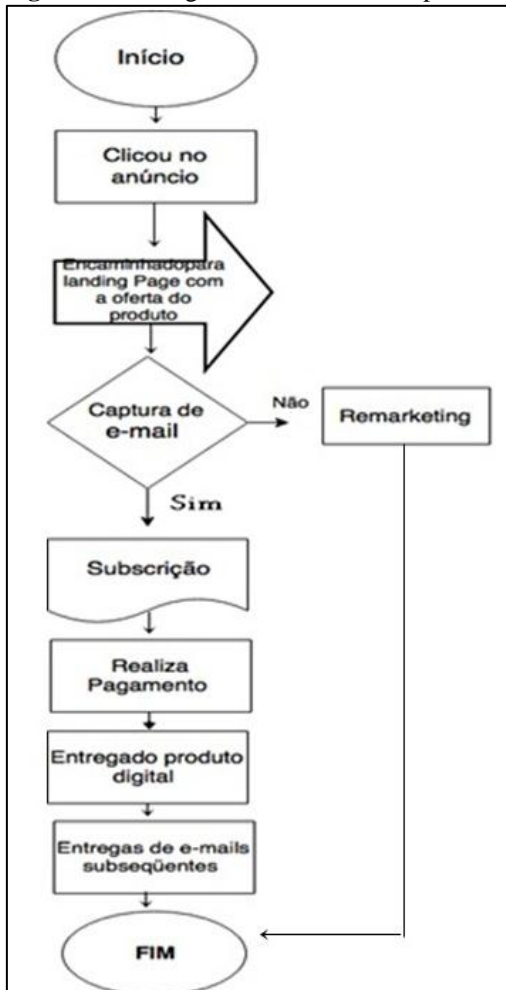 Início
Clicou no
anúncio
Encaminhadopara
landing Page com
a oferta do
produto
Captura de
e-mail
Não
Remarketing
Sim
Subscrição
Realiza
Pagamento
Entregado produto
digital
Entregas de e-mails
subseqüentes
FIM